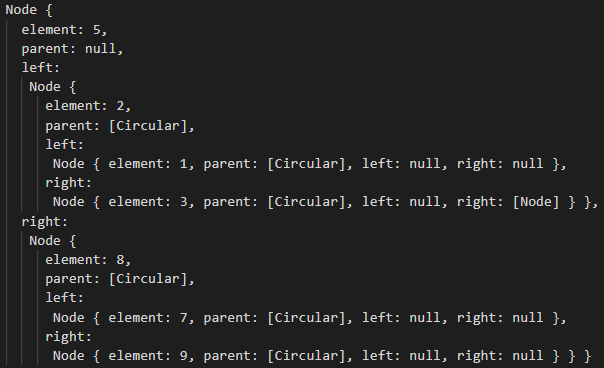 Node {
element: 5,
parent: null,
left:
Node {
element: 2,
parent: [Circular],
left:
Node { element: 1, parent: [Circular], left: null, right: null },
right:
Node { element: 3, parent: [Circular], left: null, right: [Node] } },
right:
Node {
element: 8,
parent: [Circular],
left:
Node { element: 7, parent: [Circular], left: null, right: null },
right:
Node { element: 9, parent: [Circular], left: null, right: null } } }